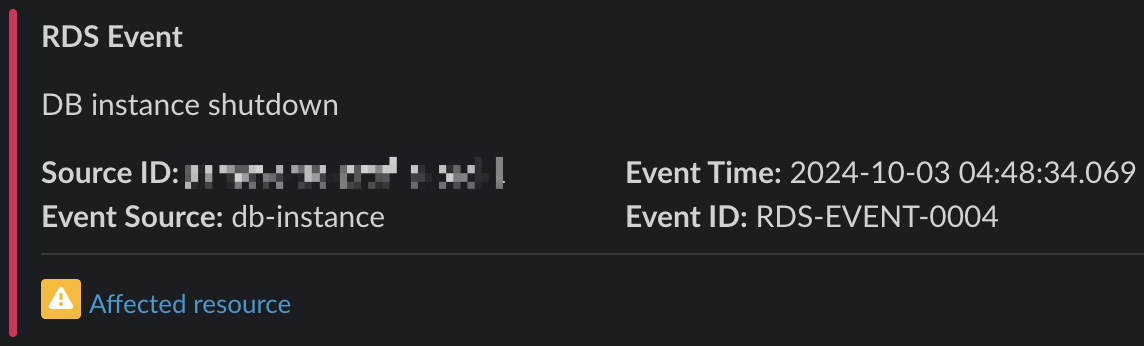 RDS Event
DB instance shutdown
Source ID:
Event Time: 2024-10-03 04:48:34.069
Event Source: db-instance
Event ID: RDS-EVENT-0004
Affected resource